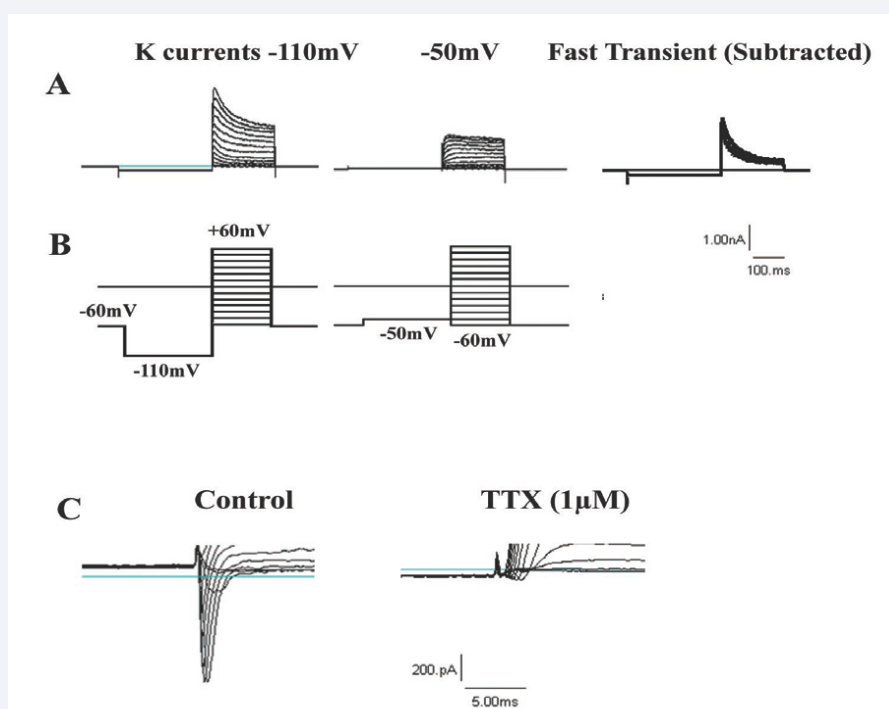 K currents -110mV -50mV Fast Transient (Subtracted)
A
B
+60mV
-60mV
-110mV
-50mV
-60mV
1.00nA
100.ms
C
Control TTX (1µM)
200.pA
5.00ms